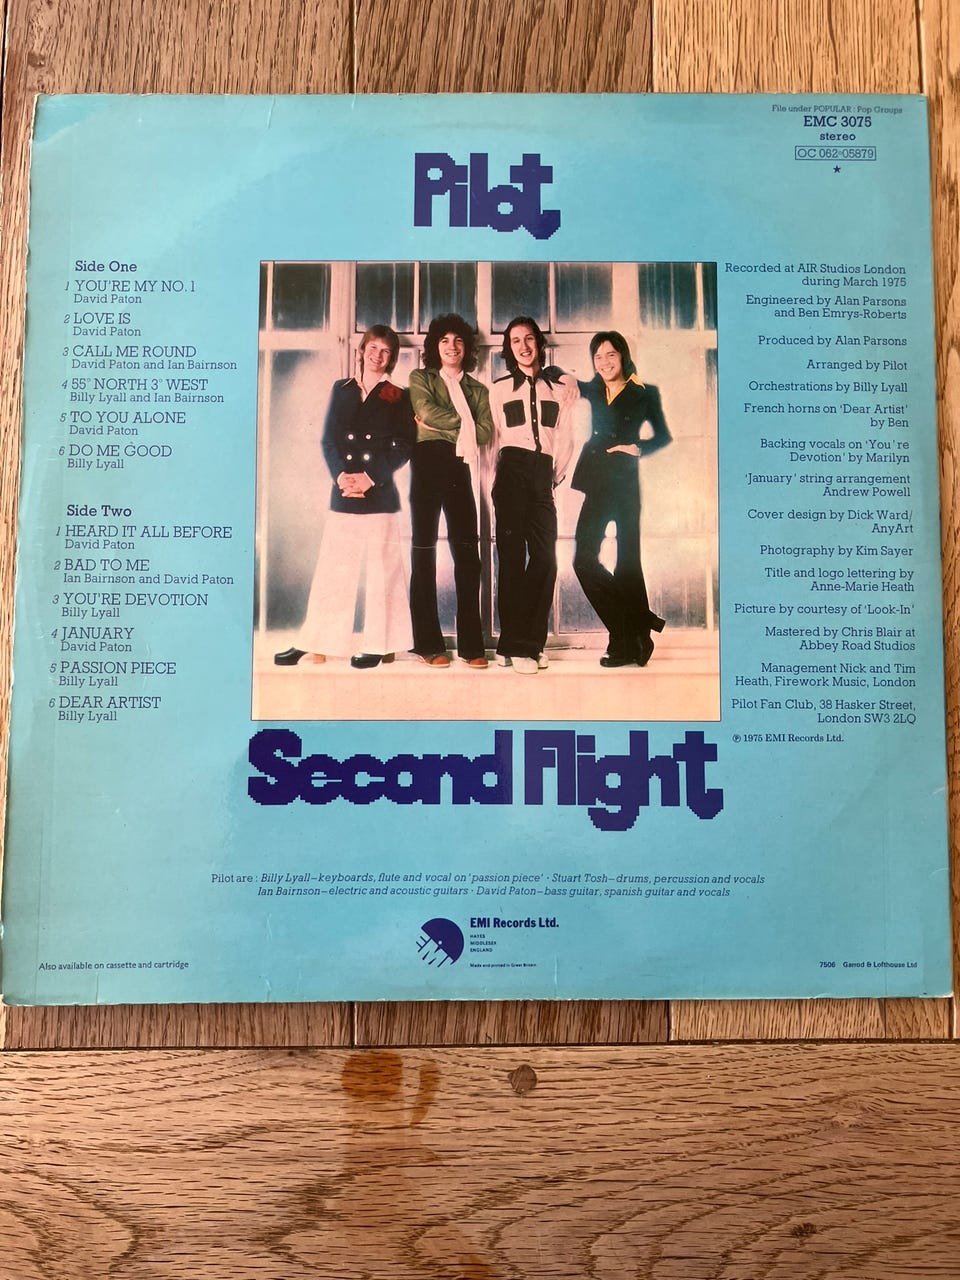 File under POPULAR : Pop Groups
EMC 3075
stereo
OC 062-05879
★
Pilot
Side One
1 YOU'RE MY NO. 1
David Paton
2 LOVE IS
David Paton
3 CALL ME ROUND
David Paton and Ian Bairnson
4 55° NORTH 3° WEST
Billy Lyall and Ian Bairnson
5 TO YOU ALONE
David Paton
6 DO ME GOOD
Billy Lyall
Side Two
1 HEARD IT ALL BEFORE
David Paton
2 BAD TO ME
Ian Bairnson and David Paton
3 YOU'RE DEVOTION
Billy Lyall
4 JANUARY
David Paton
5 PASSION PIECE
Billy Lyall
6 DEAR ARTIST
Billy Lyall
Recorded at AIR Studios London
during March 1975
Engineered by Alan Parsons
and Ben Emrys-Roberts
Produced by Alan Parsons
Arranged by Pilot
Orchestrations by Billy Lyall
French horns on 'Dear Artist'
by Ben
Backing vocals on 'You're
Devotion' by Marilyn
'January' string arrangement
Andrew Powell
Cover design by Dick Ward/
AnyArt
Photography by Kim Sayer
Title and logo lettering by
Anne-Marie Heath
Picture by courtesy of 'Look-In'
Mastered by Chris Blair at
Abbey Road Studios
Management Nick and Tim
Heath, Firework Music, London
Pilot Fan Club, 38 Hasker Street,
London SW3 2LQ
℗ 1975 EMI Records Ltd.
Second Flight
Pilot are : Billy Lyall–keyboards, flute and vocal on 'passion piece' · Stuart Tosh–drums, percussion and vocals
Ian Bairnson–electric and acoustic guitars · David Paton–bass guitar, spanish guitar and vocals
EMI
EMI Records Ltd.
HAYES
MIDDLESEX
ENGLAND
Made and printed in Great Britain
Also available on cassette and cartridge
7506 Garrod & Lofthouse Ltd